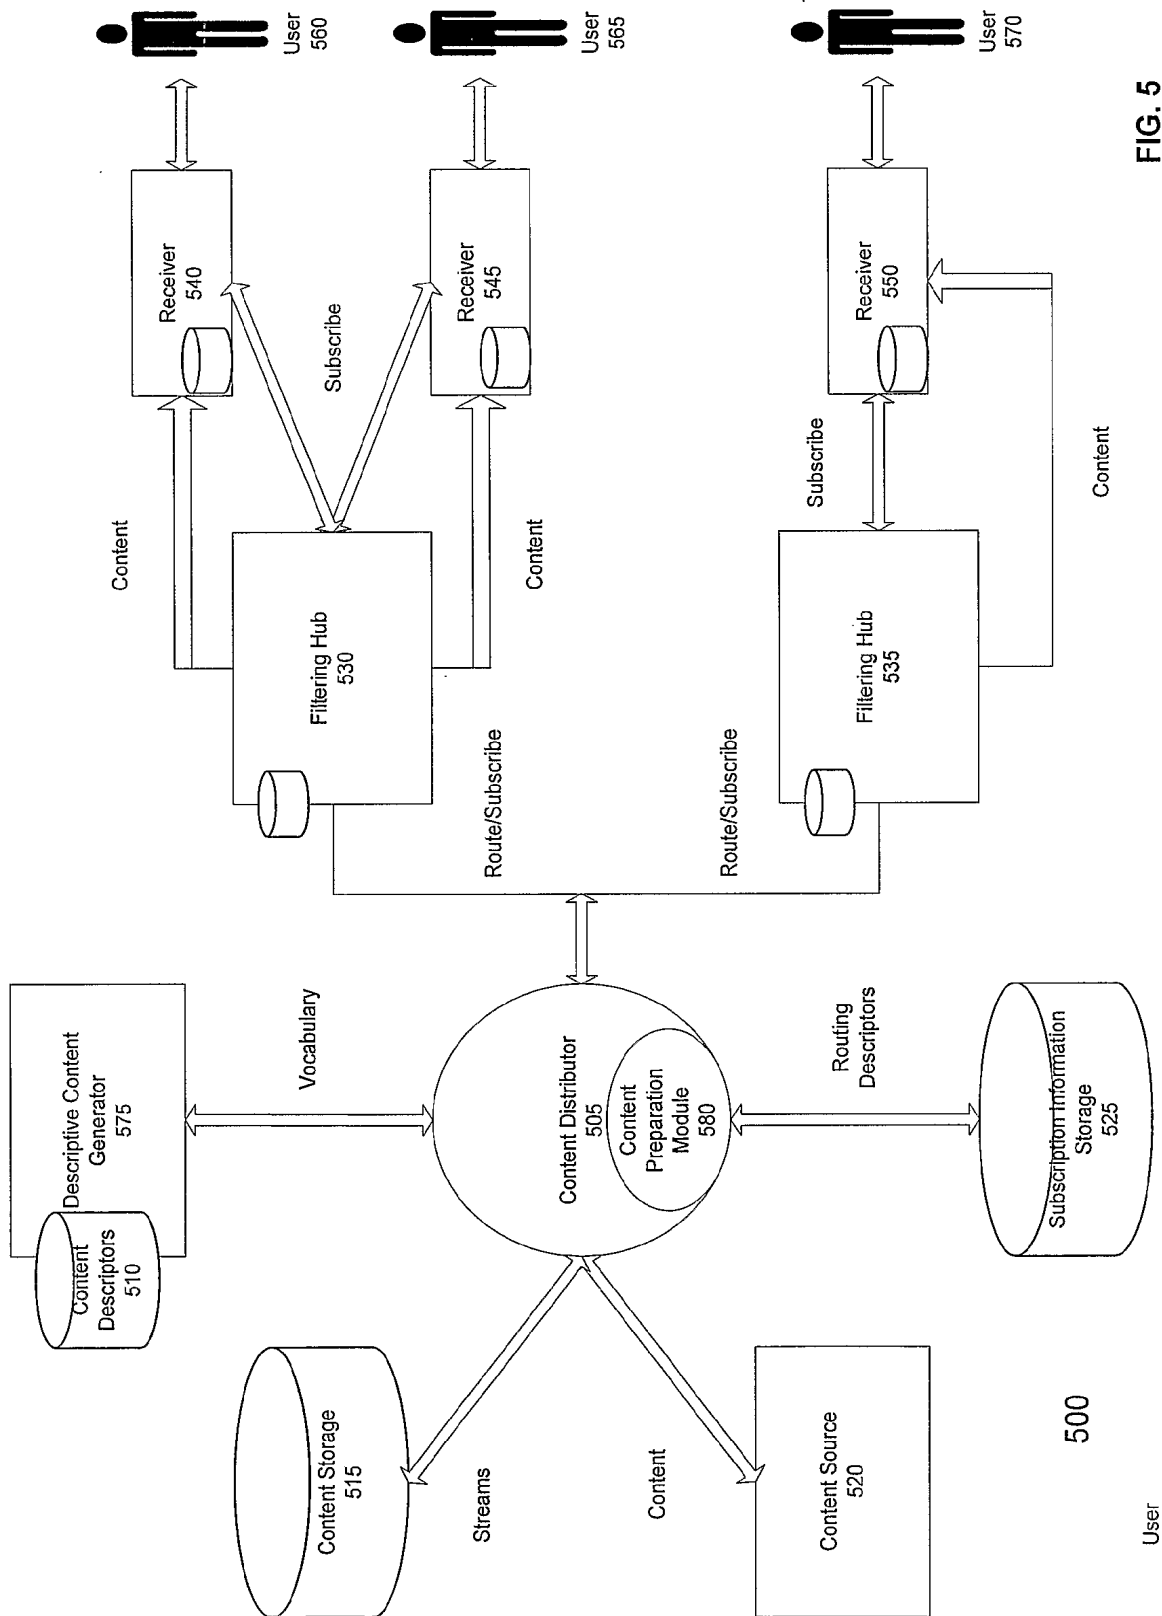 Content Storage
515
Streams
Content
Content Source
520
Content
Descriptors
510
Descriptive Content
Generator
575
Vocabulary
Content Distributor
505
Content
Preparation
Module
580
Routing
Descriptors
Subscription Information
Storage
525
Route/Subscribe
Route/Subscribe
Filtering Hub
530
Filtering Hub
535
Content
Content
Subscribe
Subscribe
Content
Receiver
540
Receiver
545
Receiver
550
User
560
User
565
User
570
500
User
FIG. 5